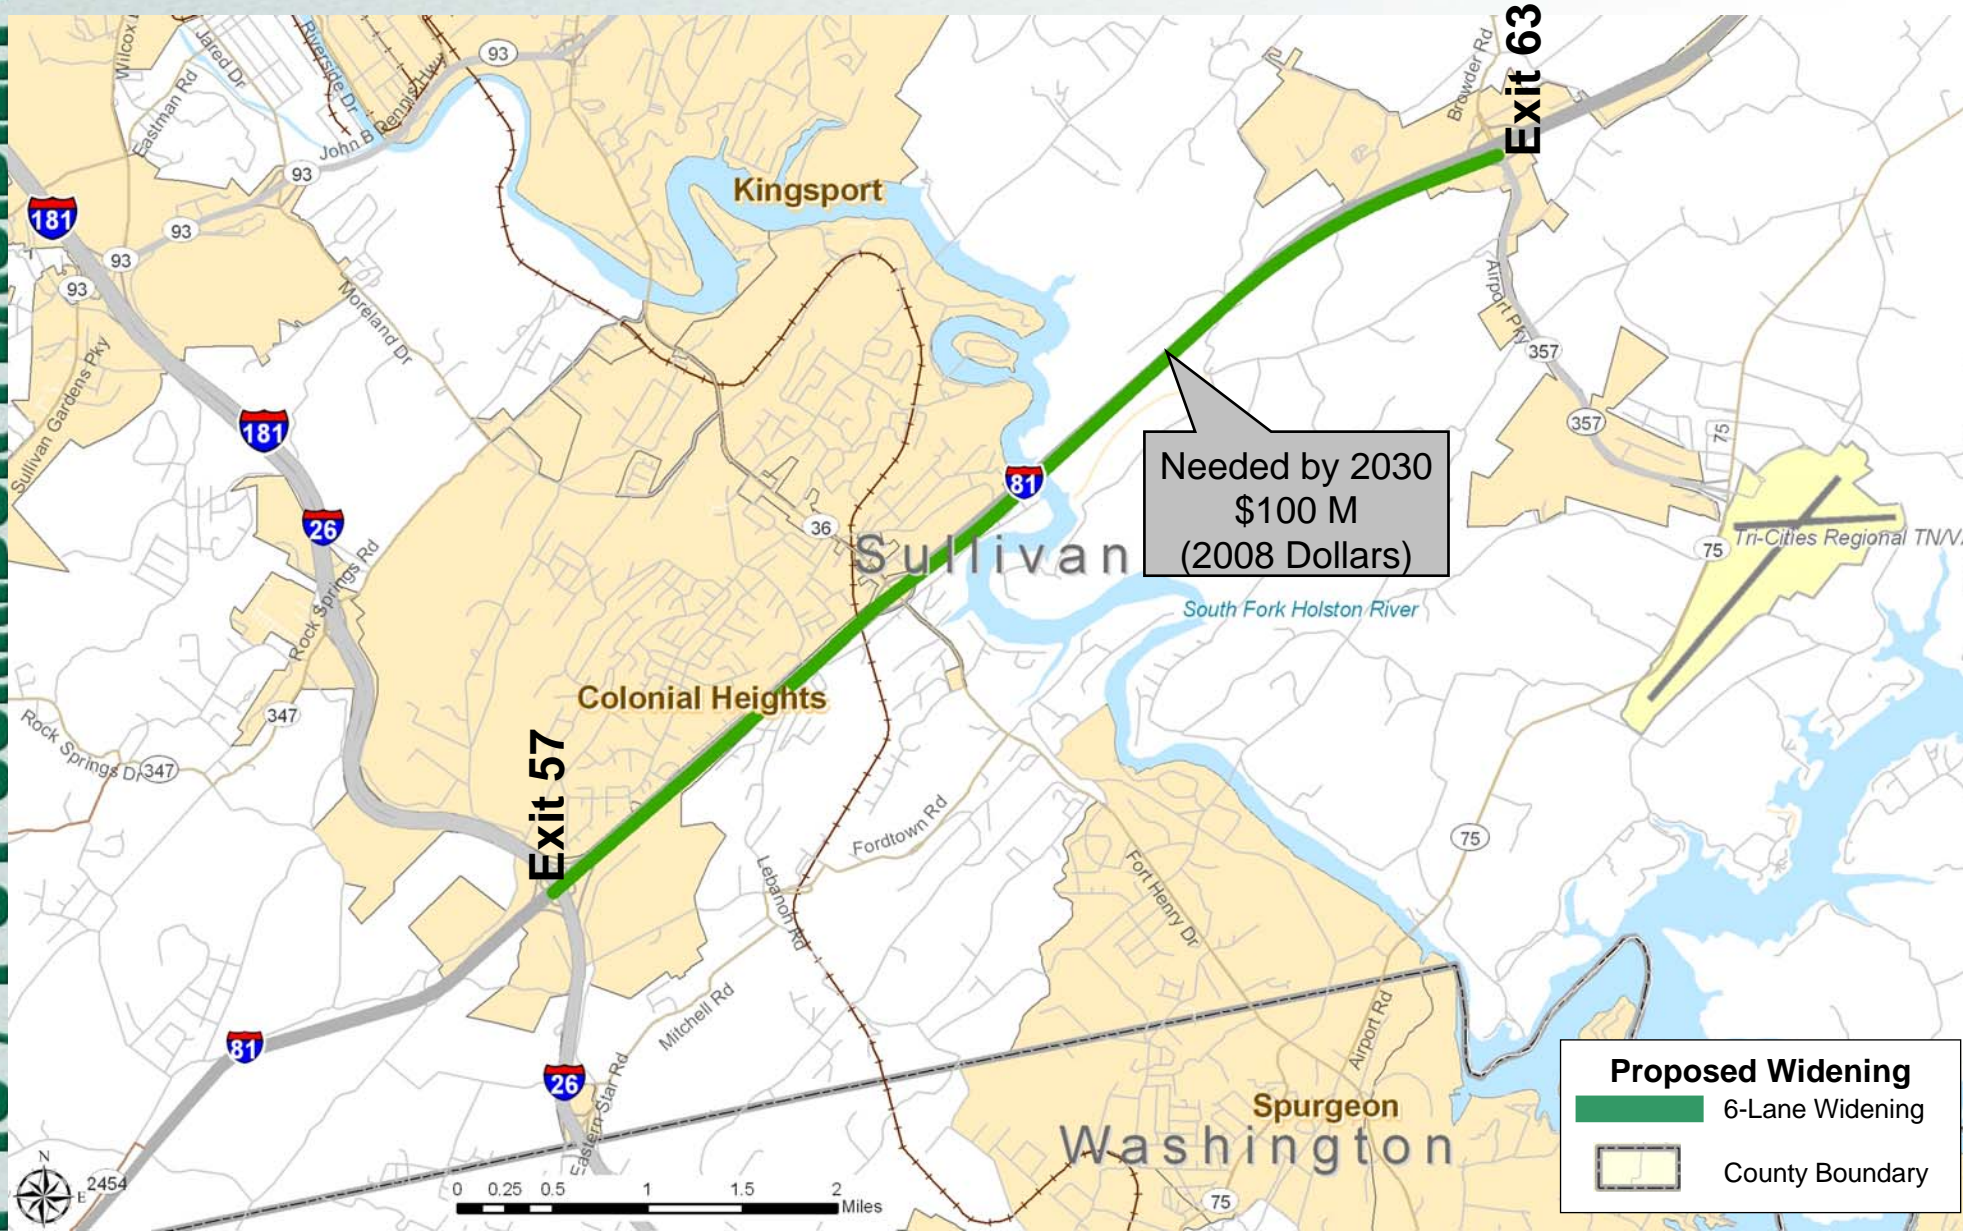 Exit 63
93
Wilcox
Jared Dr
Riverside Dr
Eastman Rd
John B Dennis Hwy
Browder Rd
93
Kingsport
181
93
93
93
Moreland Dr
Airport Pky
357
Sullivan Gardens Pky
181
357
75
81
Needed by 2030
$100 M
(2008 Dollars)
26
36
Sullivan
75
Tri-Cities Regional TN/V
Rock Springs Rd
South Fork Holston River
Colonial Heights
347
Rock Springs Dr
347
Exit 57
Fordtown Rd
75
Lebanon Rd
Fort Henry Dr
Mitchell Rd
Airport Rd
81
26
Eastern Star Rd
Spurgeon
Washington
75
N
E
2454
0 0.25 0.5 1 1.5 2
Miles
Proposed Widening
6-Lane Widening
County Boundary